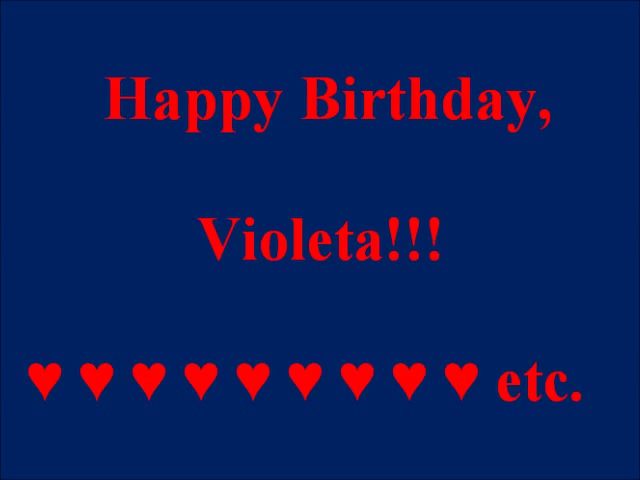 Happy Birthday,
Violeta!!!
♥ ♥ ♥ ♥ ♥ ♥ ♥ ♥ ♥ etc.